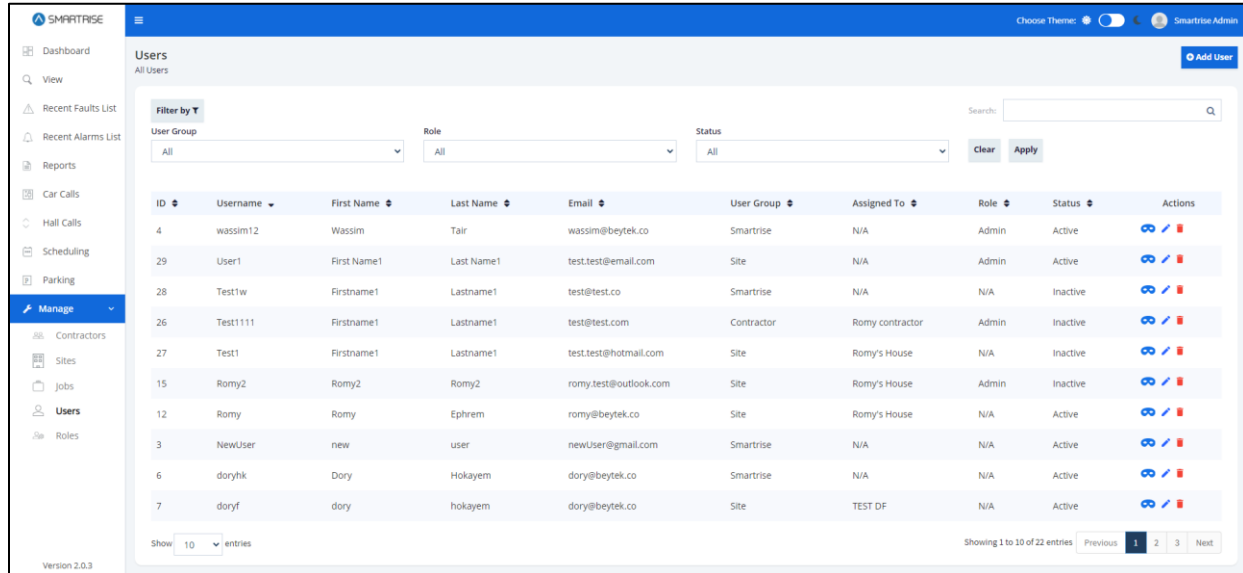 SMARTRISE
Choose Theme: Smartrise Admin
Dashboard
View
Recent Faults List
Recent Alarms List
Reports
Car Calls
Hall Calls
Scheduling
Parking
Manage
Contractors
Sites
Jobs
Users
Roles
Version 2.0.3
Users
All Users
Add User
Filter by
Search:
User Group Role Status
All All All Clear Apply
ID Username First Name Last Name Email User Group Assigned To Role Status Actions
4 wassim12 Wassim Tair wassim@beytek.co Smartrise N/A Admin Active
29 User1 First Name1 Last Name1 test.test@email.com Site N/A Admin Active
28 Test1w Firstname1 Lastname1 test@test.co Smartrise N/A N/A Inactive
26 Test1111 Firstname1 Lastname1 test@test.com Contractor Romy contractor Admin Inactive
27 Test1 Firstname1 Lastname1 test.test@hotmail.com Site Romy's House N/A Inactive
15 Romy2 Romy2 Romy2 romy.test@outlook.com Site Romy's House Admin Inactive
12 Romy Romy Ephrem romy@beytek.co Site Romy's House N/A Active
3 NewUser new user newUser@gmail.com Smartrise N/A N/A Active
6 doryhk Dory Hokayem dory@beytek.co Smartrise N/A N/A Active
7 doryf dory hokayem dory@beytek.co Site TEST DF N/A Active
Show 10 entries
Showing 1 to 10 of 22 entries Previous 1 2 3 Next